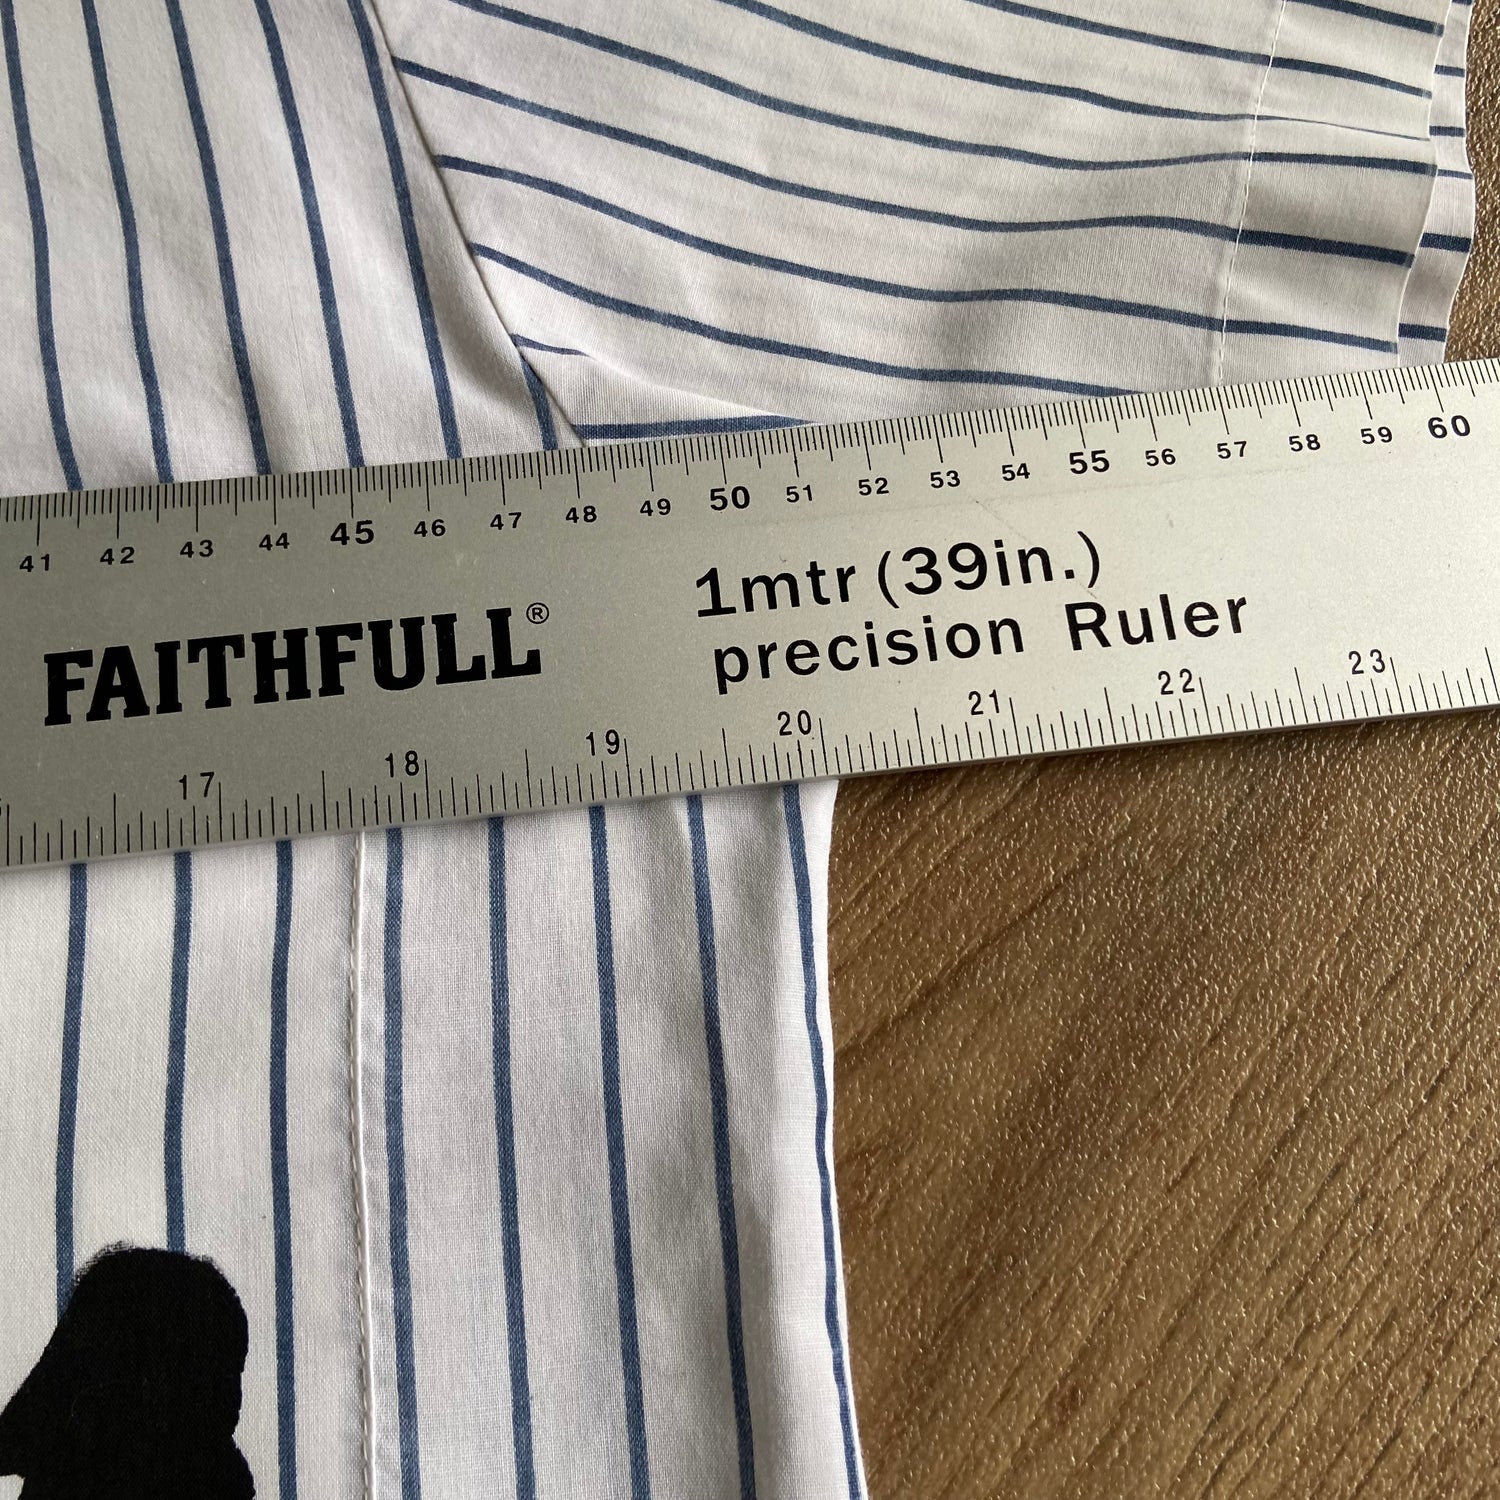 41 42 43 44 45 46 47 48 49 50 51 52 53 54 55 56 57 58 59 60
FAITHFULL®
1mtr (39in.)
precision Ruler
17 18 19 20 21 22 23